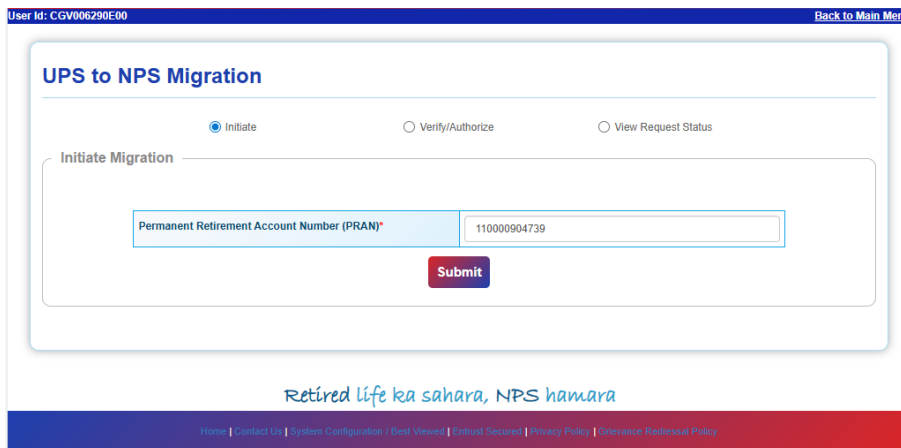 User Id: CGV006290E00 Back to Main Men
UPS to NPS Migration
Initiate Verify/Authorize View Request Status
Initiate Migration
Permanent Retirement Account Number (PRAN)* 110000904739
Submit
Retired life ka sahara, NPS hamara
Home | Contact Us | System Configuration / Best Viewed | Entrust Secured | Privacy Policy | Grievance Redressal Policy